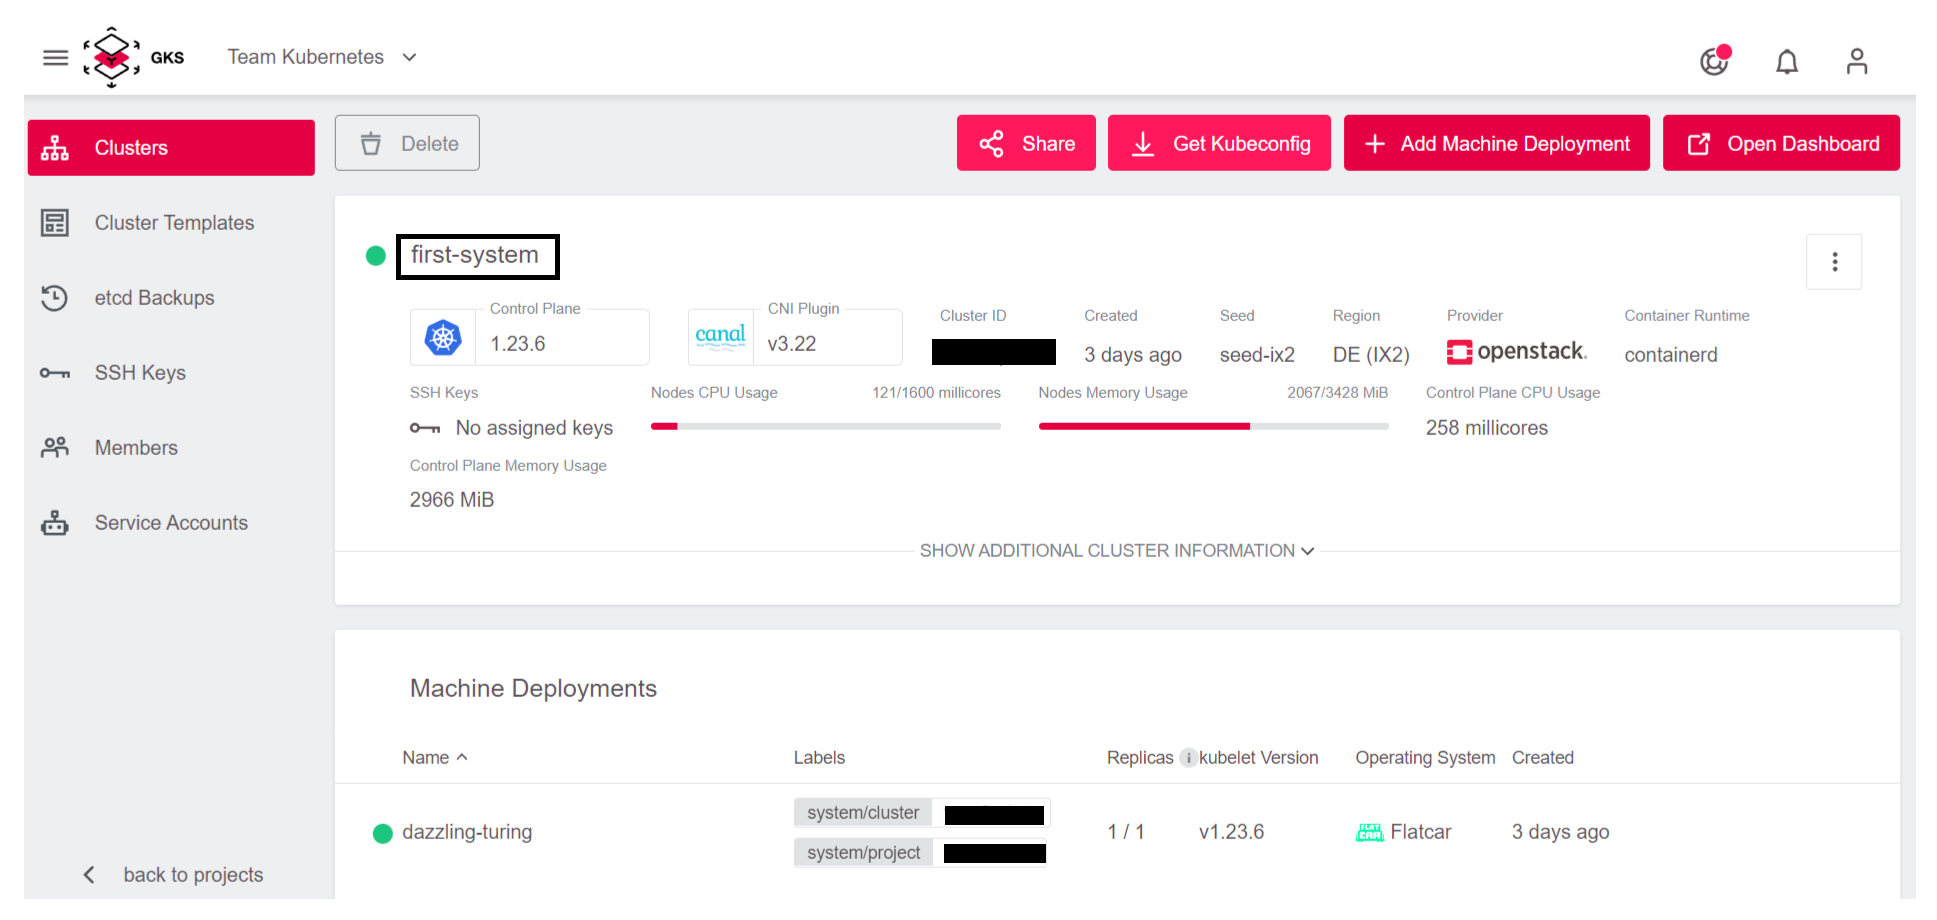 GKS Team Kubernetes
Clusters
Cluster Templates
etcd Backups
SSH Keys
Members
Service Accounts
back to projects
Delete Share Get Kubeconfig Add Machine Deployment Open Dashboard
first-system
Control Plane CNI Plugin Cluster ID Created Seed Region Provider Container Runtime
1.23.6 canal v3.22 3 days ago seed-ix2 DE (IX2) openstack. containerd
SSH Keys Nodes CPU Usage 121/1600 millicores Nodes Memory Usage 2067/3428 MiB Control Plane CPU Usage
No assigned keys 258 millicores
Control Plane Memory Usage
2966 MiB
SHOW ADDITIONAL CLUSTER INFORMATION
Machine Deployments
Name Labels Replicas i kubelet Version Operating System Created
system/cluster
dazzling-turing 1 / 1 v1.23.6 FLAT CAR Flatcar 3 days ago
system/project